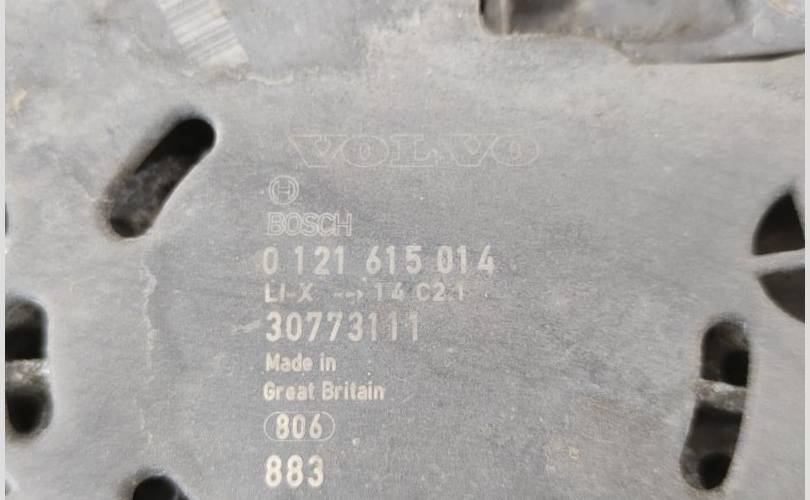 VOLVO
BOSCH
0 121 615 014
LI-X --› 14 C2.1
30773111
Made in
Great Britain
806
883